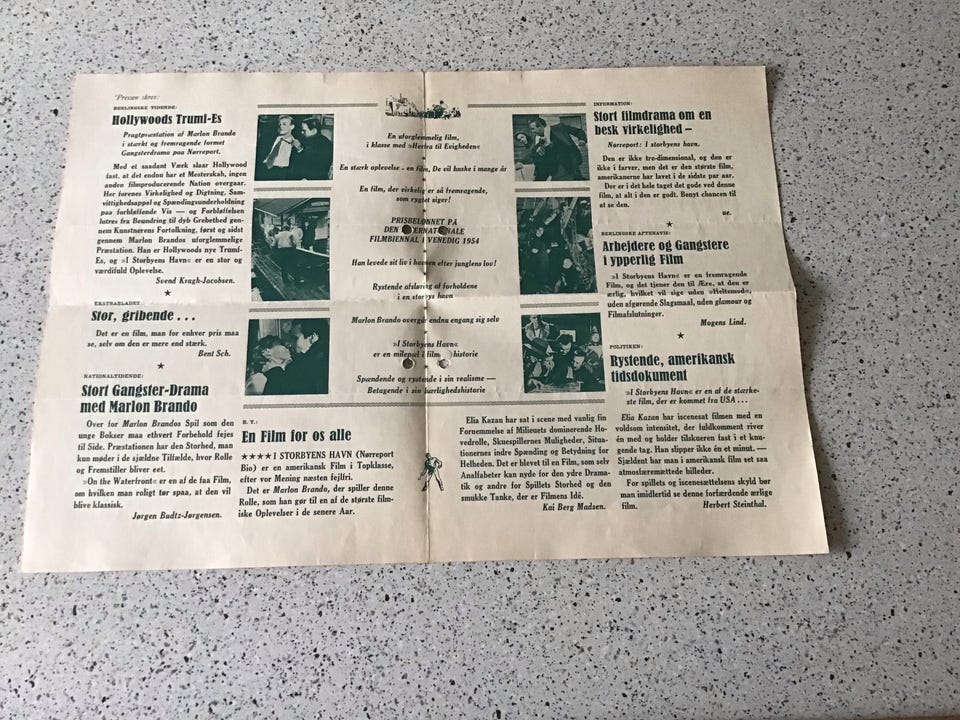 Pressen skrev:
BERLINGSKE TIDENDE:
Hollywoods Trumf-Es
Pragtpræstation af Marlon Brando
i stærkt og fremragende formet
Gangsterdrama paa Nørreport.
Med et saadant Værk slaar Hollywood
fast, at det endnu har et Mesterskab, ingen
anden filmproducerende Nation overgaar.
Her forenes Virkelighed og Digtning, Sam-
vittighedsappel og Spændingsunderholdning
paa forbløffende Vis — og Forbløffelsen
lutres fra Beundring til dyb Grebethed gen-
nem Kunstnerens Fortolkning, først og sidst
gennem Marlon Brandos uforglemmelige
Præstation. Han er Hollywoods nye Trumf-
Es, og »I Storbyens Havn« er en stor og
værdifuld Oplevelse.
Svend Kragh-Jacobsen.
EKSTRABLADET:
Stor, gribende . . .
Det er en film, man for enhver pris maa
se, selv om den er mere end stærk.
Bent Sch.
NATIONALTIDENDE:
Stort Gangster-Drama
med Marlon Brando
Over for Marlon Brandos Spil som den
unge Bokser maa ethvert Forbehold fejes
til Side. Præstationen har den Storhed, man
kun møder i de sjældne Tilfælde, hvor Rolle
og Fremstiller bliver eet.
»On the Waterfront« er en af de faa Film,
om hvilken man roligt tør spaa, at den vil
blive klassisk.
Jørgen Budtz-Jørgensen.
En uforglemmelig film,
i klasse med »Herfra til Evigheden«
En stærk oplevelse - en film, De vil huske i mange år
En film, der virkelig er så fremragende,
som rygtet siger!
PRISBELØNNET PÅ
DEN INTERNATIONALE
FILMBIENNAL I VENEDIG 1954
Han levede sit liv i havnen efter junglens lov!
Rystende afsløring af forholdene
i en storbys havn
Marlon Brando overgår endnu engang sig selv
»I Storbyens Havn«
er en milepæl i films historie
Spændende og rystende i sin realisme —
Betagende i sin kærlighedshistorie
B. T.:
En Film for os alle
★★★★ I STORBYENS HAVN (Nørreport
Bio) er en amerikansk Film i Topklasse,
efter vor Mening næsten fejlfri.
Det er Marlon Brando, der spiller denne
Rolle, som han gør til en af de største film-
iske Oplevelser i de senere Aar.
Elia Kazan har sat i scene med vanlig fin
Fornemmelse af Milieuets dominerende Ho-
vedrolle, Skuespillernes Muligheder, Situa-
tionernes indre Spænding og Betydning for
Helheden. Det er blevet til en Film, som selv
Analfabeter kan nyde for den ydre Drama-
tik og andre for Spillets Storhed og den
smukke Tanke, der er Filmens Idé.
Kai Berg Madsen.
INFORMATION:
Stort filmdrama om en
besk virkelighed –
Nørreport: I storbyens havn.
Den er ikke tre-dimensional, og den er
ikke i farver, men det er den største film,
amerikanerne har lavet i de sidste par aar.
Der er i det hele taget det gode ved denne
film, at alt i den er godt. Benyt chancen til
at se den.
BERLINGSKE AFTENAVIS:
Arbejdere og Gangstere
i ypperlig Film
»I Storbyens Havn« er en fremragende
Film, og det tjener den til Ære, at den er
ærlig, hvilket vil sige uden »Heltemod«,
uden afgørende Slagsmaal, uden glamour og
Filmafslutninger.
Mogens Lind.
POLITIKEN:
Rystende, amerikansk
tidsdokument
»I Storbyens Havn« er en af de stærke-
ste film, der er kommet fra USA . . .
Elia Kazan har iscenesat filmen med en
voldsom intensitet, der fuldkomment river
én med og holder tilskueren fast i et knu-
gende tag. Han slipper ikke én et minut. —
Sjældent har man i amerikansk film set saa
atmosfæremættede billeder.
For spillets og iscenesættelsens skyld bør
man imidlertid se denne forfærdende ærlige
film.
Herbert Steinthal.